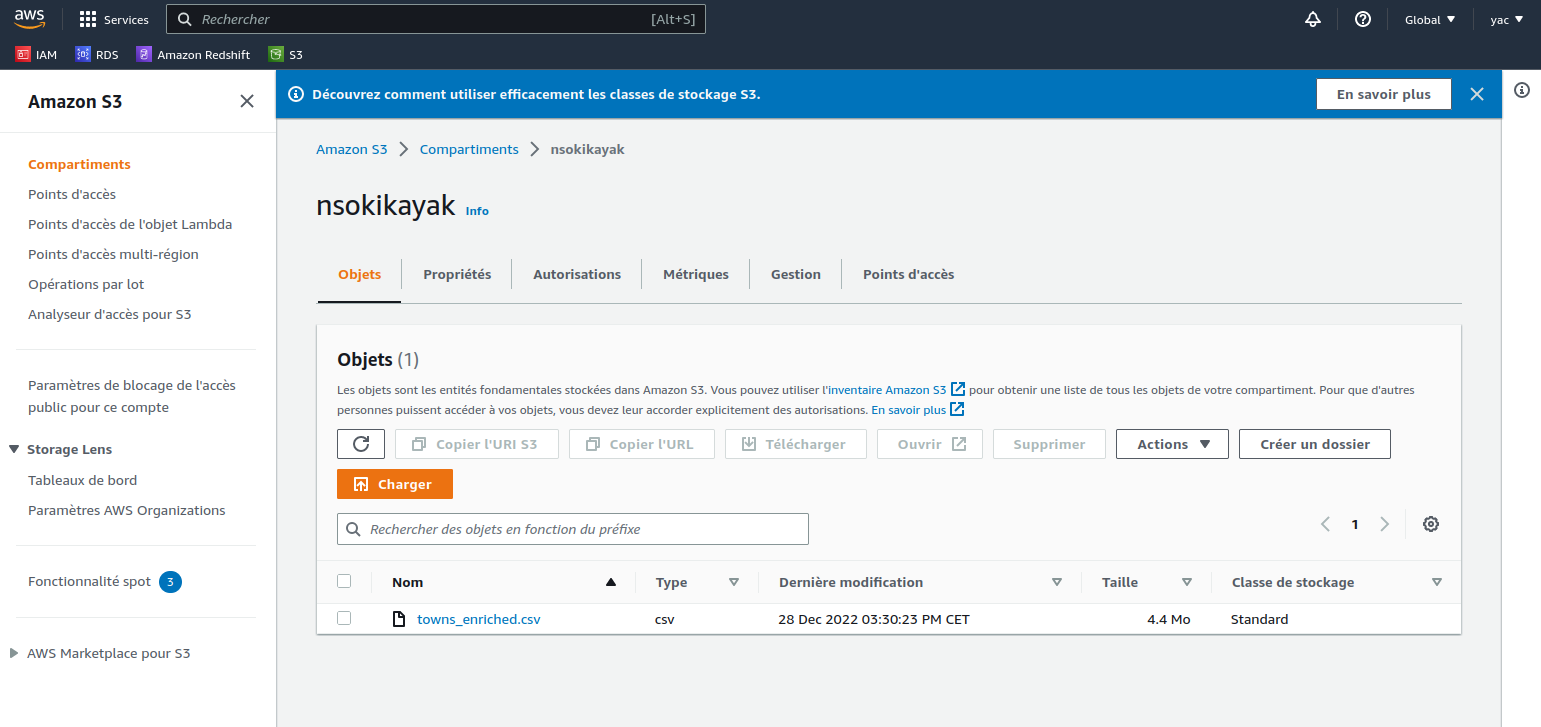 aws
Services
Rechercher
[Alt+S]
Global
yac
IAM
RDS
Amazon Redshift
S3
Amazon S3
Compartiments
Points d'accès
Points d'accès de l'objet Lambda
Points d'accès multi-région
Opérations par lot
Analyseur d'accès pour S3
Paramètres de blocage de l'accès
public pour ce compte
Storage Lens
Tableaux de bord
Paramètres AWS Organizations
Fonctionnalité spot 3
AWS Marketplace pour S3
Découvrez comment utiliser efficacement les classes de stockage S3.
En savoir plus
Amazon S3 Compartiments nsokikayak
nsokikayak Info
Objets Propriétés Autorisations Métriques Gestion Points d'accès
Objets (1)
Les objets sont les entités fondamentales stockées dans Amazon S3. Vous pouvez utiliser l'inventaire Amazon S3 pour obtenir une liste de tous les objets de votre compartiment. Pour que d'autres
personnes puissent accéder à vos objets, vous devez leur accorder explicitement des autorisations. En savoir plus
Copier l'URI S3 Copier l'URL Télécharger Ouvrir Supprimer Actions Créer un dossier
Charger
Rechercher des objets en fonction du préfixe
1
Nom Type Dernière modification Taille Classe de stockage
towns_enriched.csv csv 28 Dec 2022 03:30:23 PM CET 4.4 Mo Standard